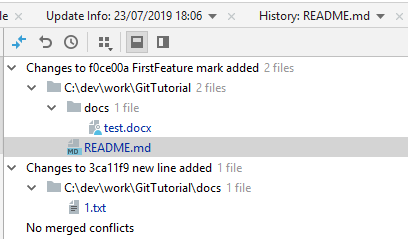 le × Update Info: 23/07/2019 18:06 × History: README.md ×
Changes to f0ce00a FirstFeature mark added 2 files
C:\dev\work\GitTutorial 2 files
docs 1 file
test.docx
MD README.md
Changes to 3ca11f9 new line added 1 file
C:\dev\work\GitTutorial\docs 1 file
1.txt
No merged conflicts